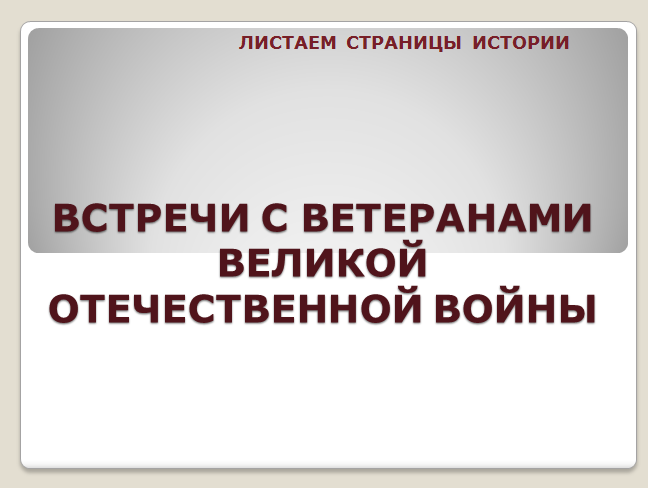 ЛИСТАЕМ СТРАНИЦЫ ИСТОРИИ
ВСТРЕЧИ С ВЕТЕРАНАМИ
ВЕЛИКОЙ
ОТЕЧЕСТВЕННОЙ ВОЙНЫ